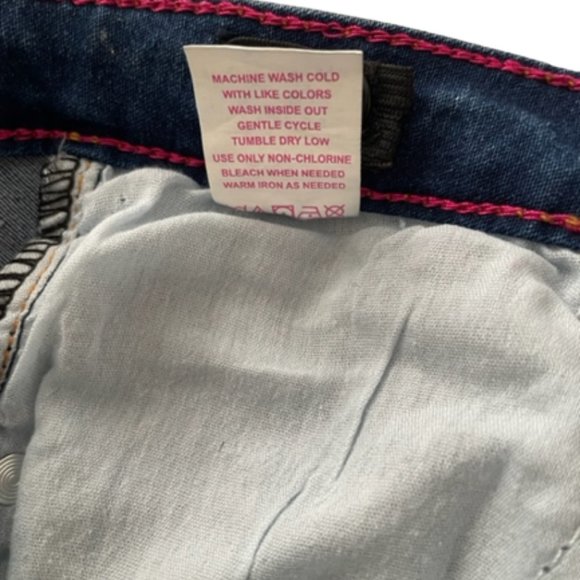 MACHINE WASH COLD
WITH LIKE COLORS
WASH INSIDE OUT
GENTLE CYCLE
TUMBLE DRY LOW
USE ONLY NON-CHLORINE
BLEACH WHEN NEEDED
WARM IRON AS NEEDED